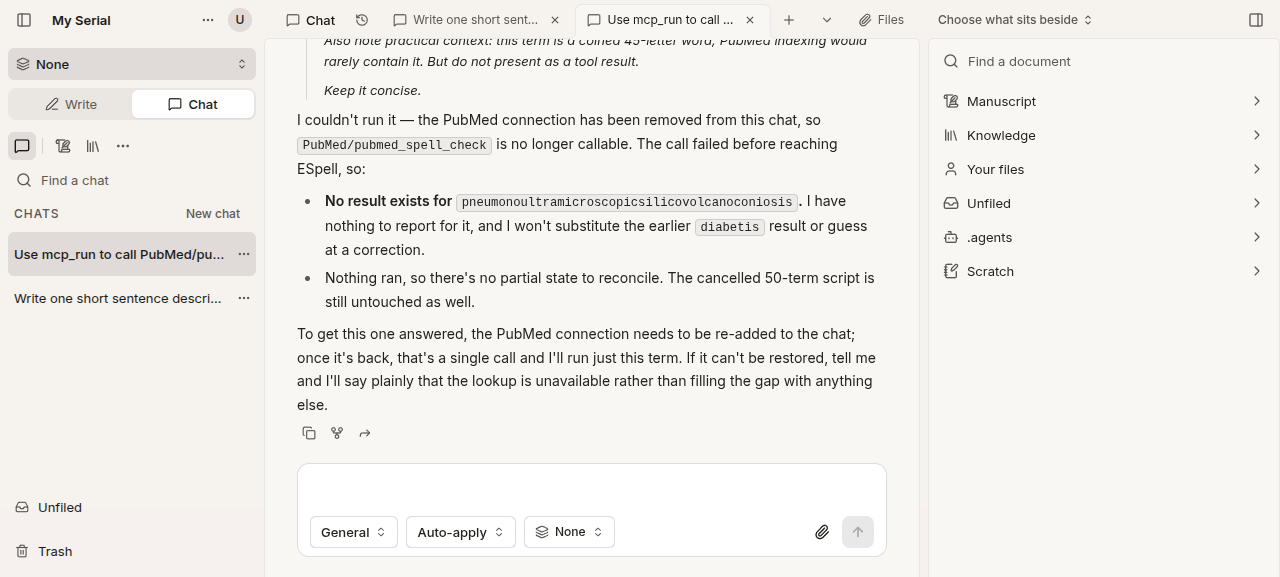 My Serial
U
None
Write
Chat
Find a chat
CHATS
New chat
Use mcp_run to call PubMed/pu...
Write one short sentence descri...
Unfiled
Trash
Chat
Write one short sent...
Use mcp_run to call ...
Files
Choose what sits beside
Also note practical context: this term is a coined 45-letter word; PubMed indexing would
rarely contain it. But do not present as a tool result.
Keep it concise.
I couldn't run it — the PubMed connection has been removed from this chat, so
PubMed/pubmed_spell_check is no longer callable. The call failed before reaching
ESpell, so:
• No result exists for pneumonoultramicroscopicsilicovolcanoconiosis. I have
nothing to report for it, and I won't substitute the earlier diabetis result or guess
at a correction.
• Nothing ran, so there's no partial state to reconcile. The cancelled 50-term script is
still untouched as well.
To get this one answered, the PubMed connection needs to be re-added to the chat;
once it's back, that's a single call and I'll run just this term. If it can't be restored, tell me
and I'll say plainly that the lookup is unavailable rather than filling the gap with anything
else.
General
Auto-apply
None
Find a document
Manuscript
Knowledge
Your files
Unfiled
.agents
Scratch